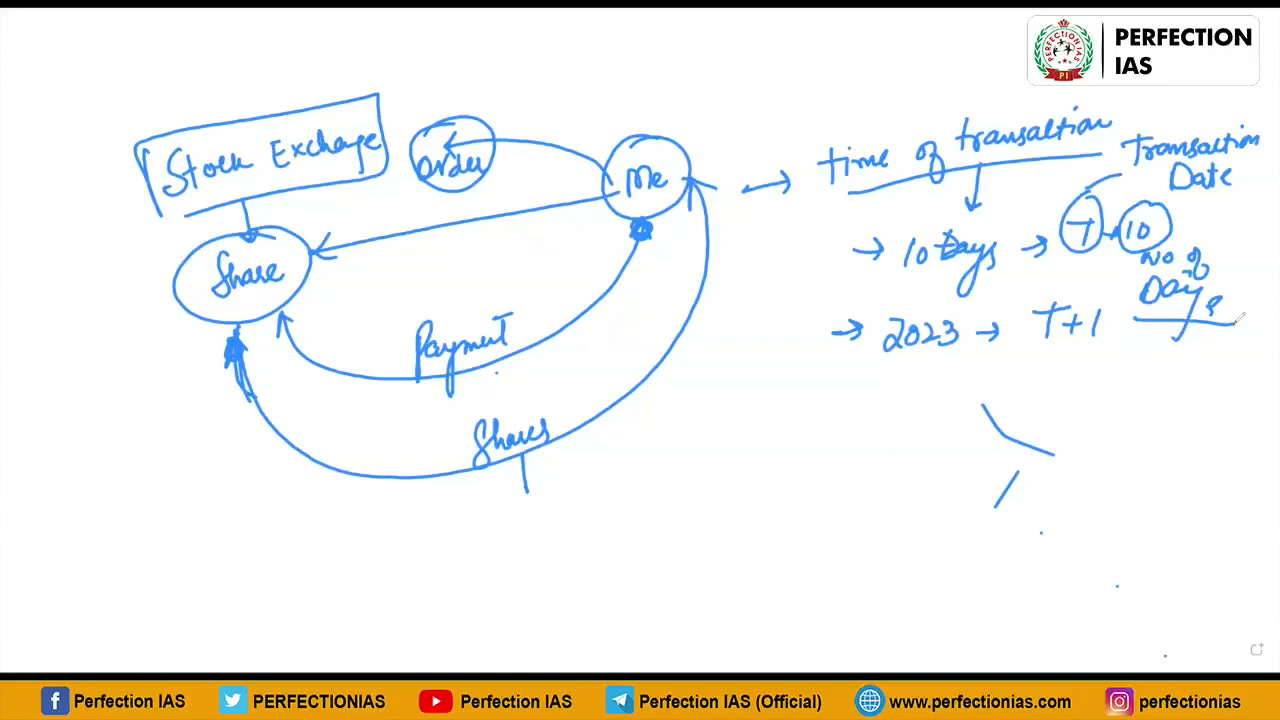 PERFECTION
IAS
Stock Exchange
order
Me
Share
Payment
Shares
time of transaction
Transaction
Date
→ 10 Days → T+10
No of
Days
→ 2023 → T+1
Perfection IAS
PERFECTIONIAS
Perfection IAS
Perfection IAS (Official)
www.perfectionias.com
perfectionias